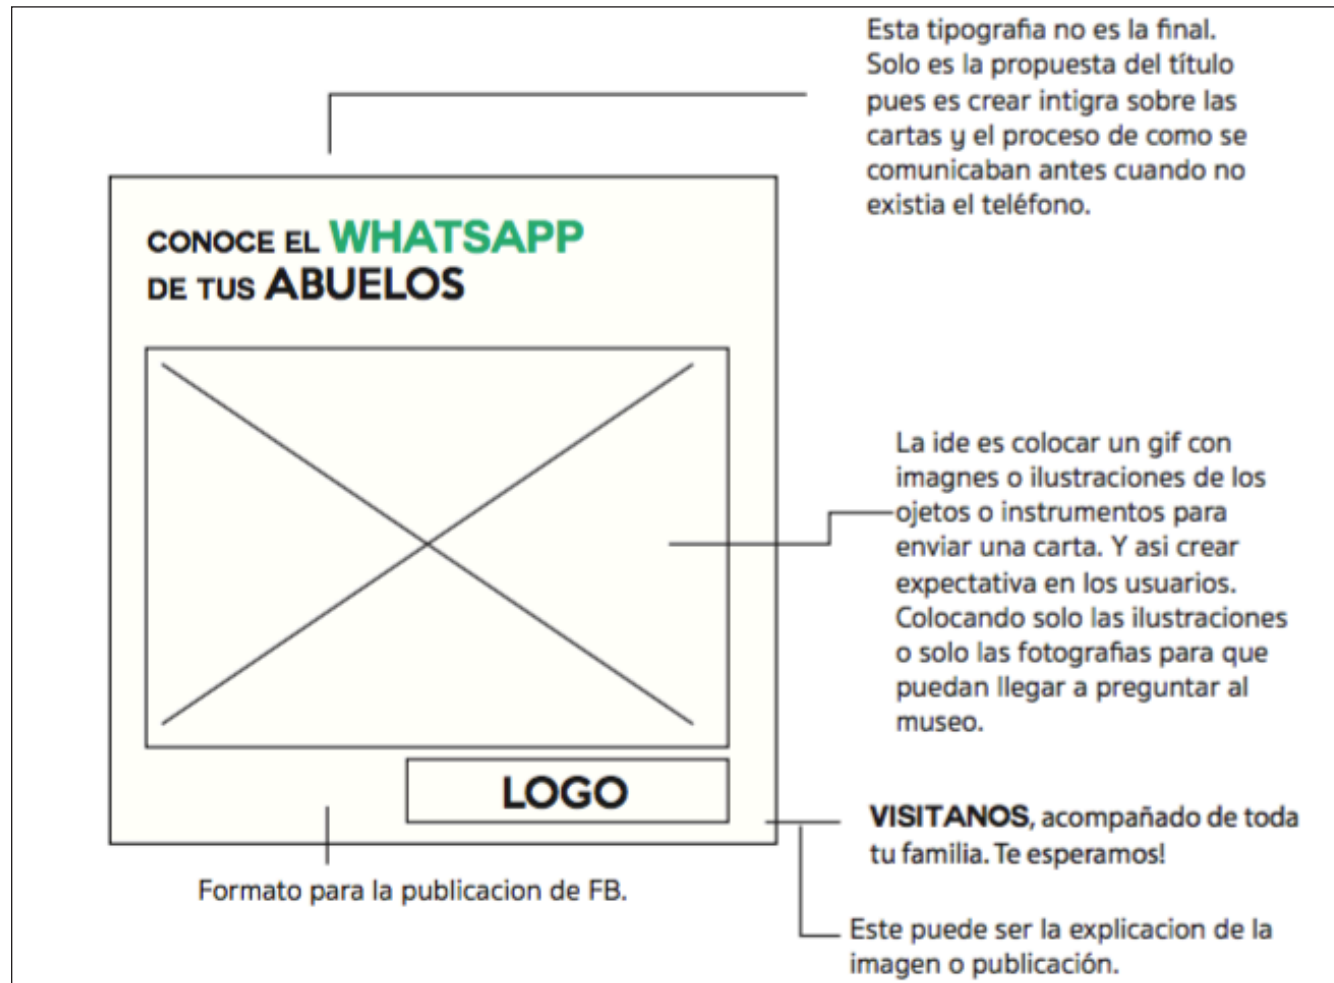 Esta tipografia no es la final.
Solo es la propuesta del título
pues es crear intigra sobre las
cartas y el proceso de como se
comunicaban antes cuando no
existia el teléfono.
CONOCE EL WHATSAPP
DE TUS ABUELOS
La ide es colocar un gif con
imagnes o ilustraciones de los
ojetos o instrumentos para
enviar una carta. Y asi crear
expectativa en los usuarios.
Colocando solo las ilustraciones
o solo las fotografias para que
puedan llegar a preguntar al
museo.
LOGO
VISITANOS, acompañado de toda
tu familia. Te esperamos!
Formato para la publicacion de FB.
Este puede ser la explicacion de la
imagen o publicación.